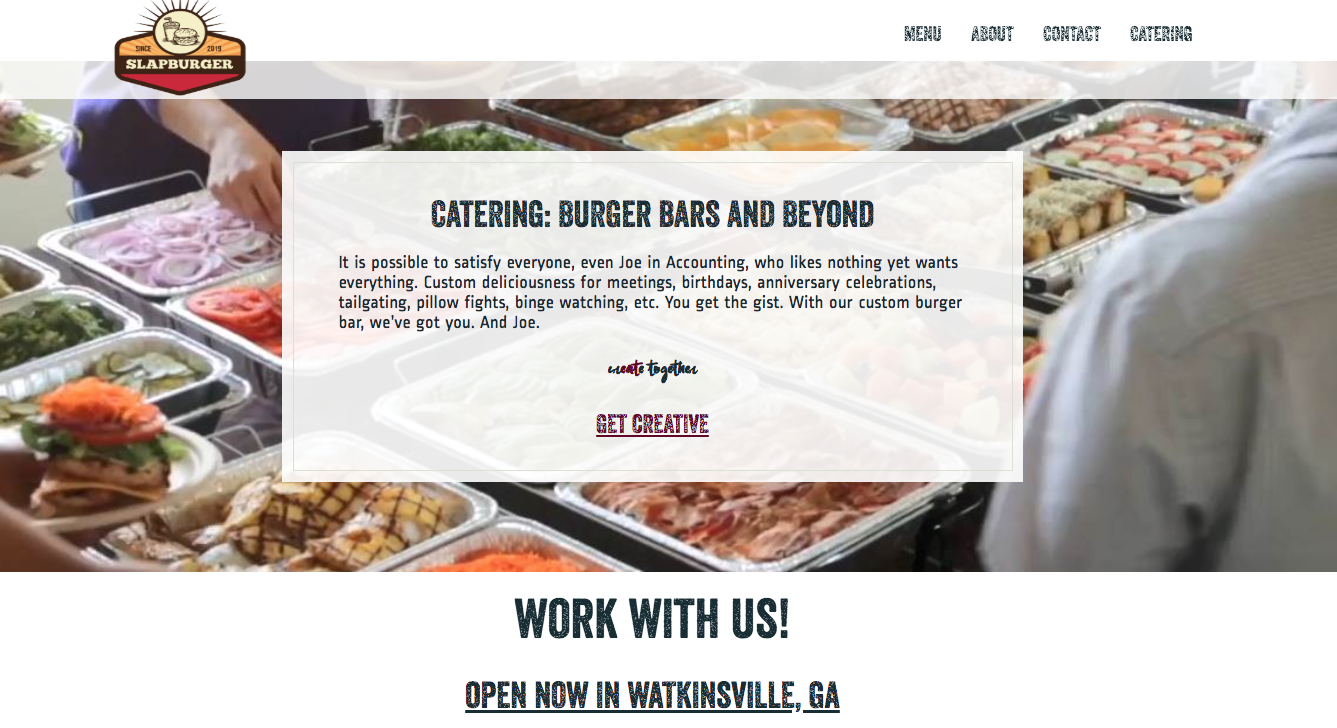 SINCE 2019
SLAPBURGER
MENU ABOUT CONTACT CATERING
CATERING: BURGER BARS AND BEYOND
It is possible to satisfy everyone, even Joe in Accounting, who likes nothing yet wants
everything. Custom deliciousness for meetings, birthdays, anniversary celebrations,
tailgating, pillow fights, binge watching, etc. You get the gist. With our custom burger
bar, we've got you. And Joe.
create together
GET CREATIVE
WORK WITH US!
OPEN NOW IN WATKINSVILLE, GA